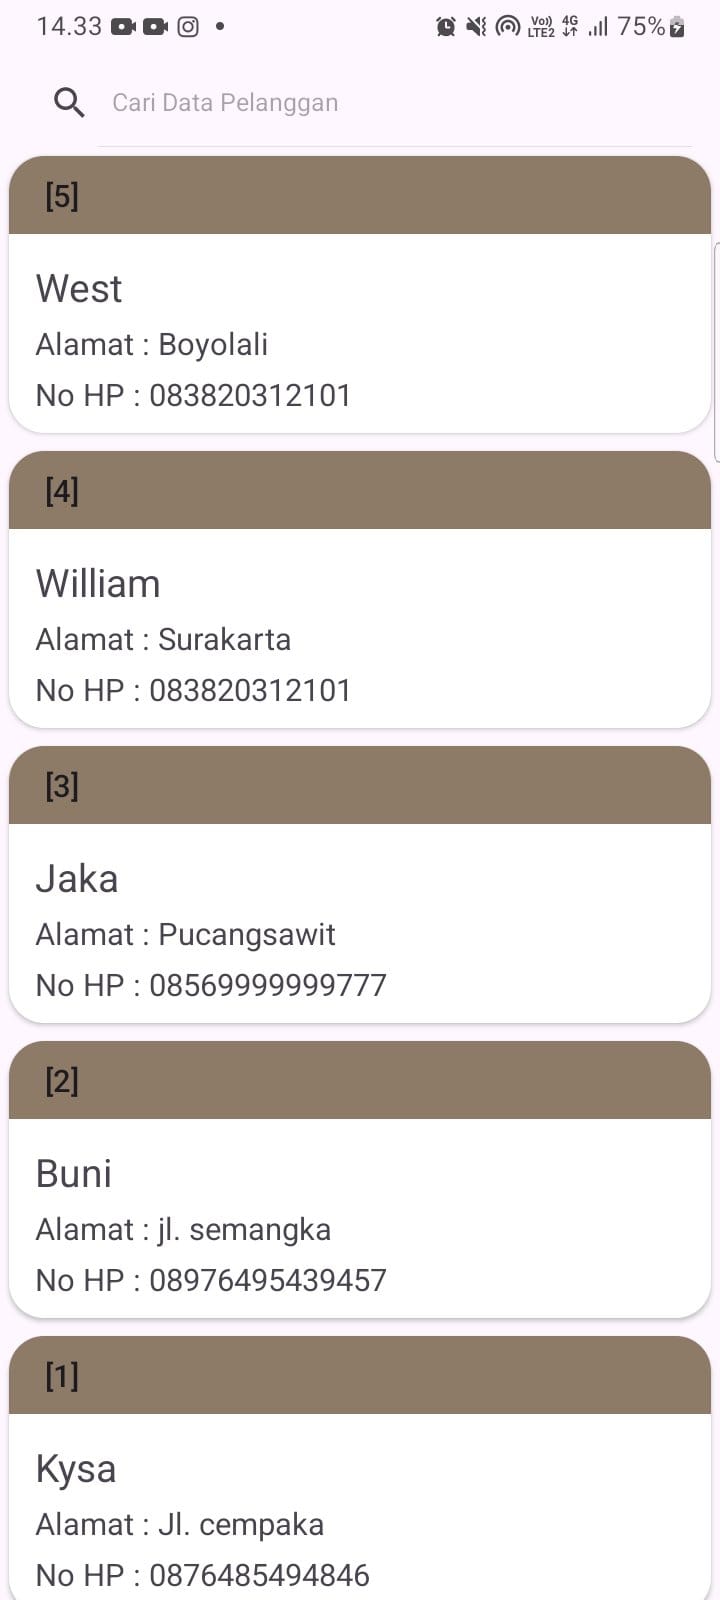 14.33
Vo)) LTE2 4G 75%
Cari Data Pelanggan
[5]
West
Alamat : Boyolali
No HP : 083820312101
[4]
William
Alamat : Surakarta
No HP : 083820312101
[3]
Jaka
Alamat : Pucangsawit
No HP : 08569999999777
[2]
Buni
Alamat : jl. semangka
No HP : 08976495439457
[1]
Kysa
Alamat : Jl. cempaka
No HP : 0876485494846